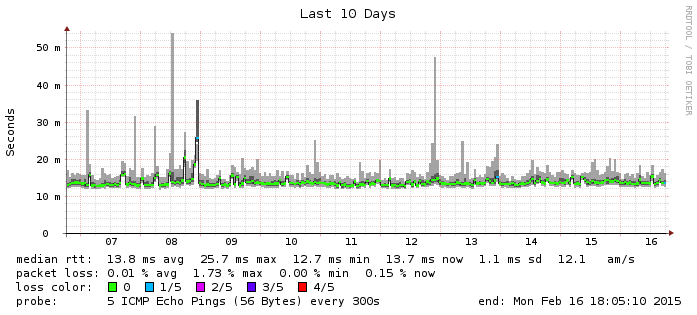 Last 10 Days
RRDTOOL / TOBI OETIKER
Seconds
50 m
40 m
30 m
20 m
10 m
0
07 08 09 10 11 12 13 14 15 16
median rtt: 13.8 ms avg 25.7 ms max 12.7 ms min 13.7 ms now 1.1 ms sd 12.1 am/s
packet loss: 0.01 % avg 1.73 % max 0.00 % min 0.15 % now
loss color: 0 1/5 2/5 3/5 4/5
probe: 5 ICMP Echo Pings (56 Bytes) every 300s end: Mon Feb 16 18:05:10 2015